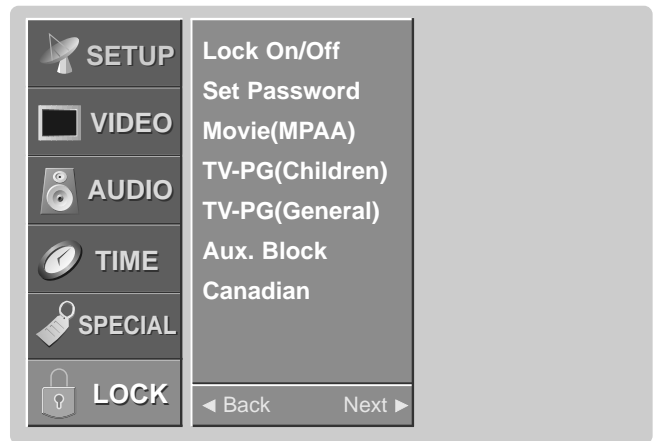 SETUP
VIDEO
AUDIO
TIME
SPECIAL
LOCK
Lock On/Off
Set Password
Movie(MPAA)
TV-PG(Children)
TV-PG(General)
Aux. Block
Canadian
◄ Back Next ►